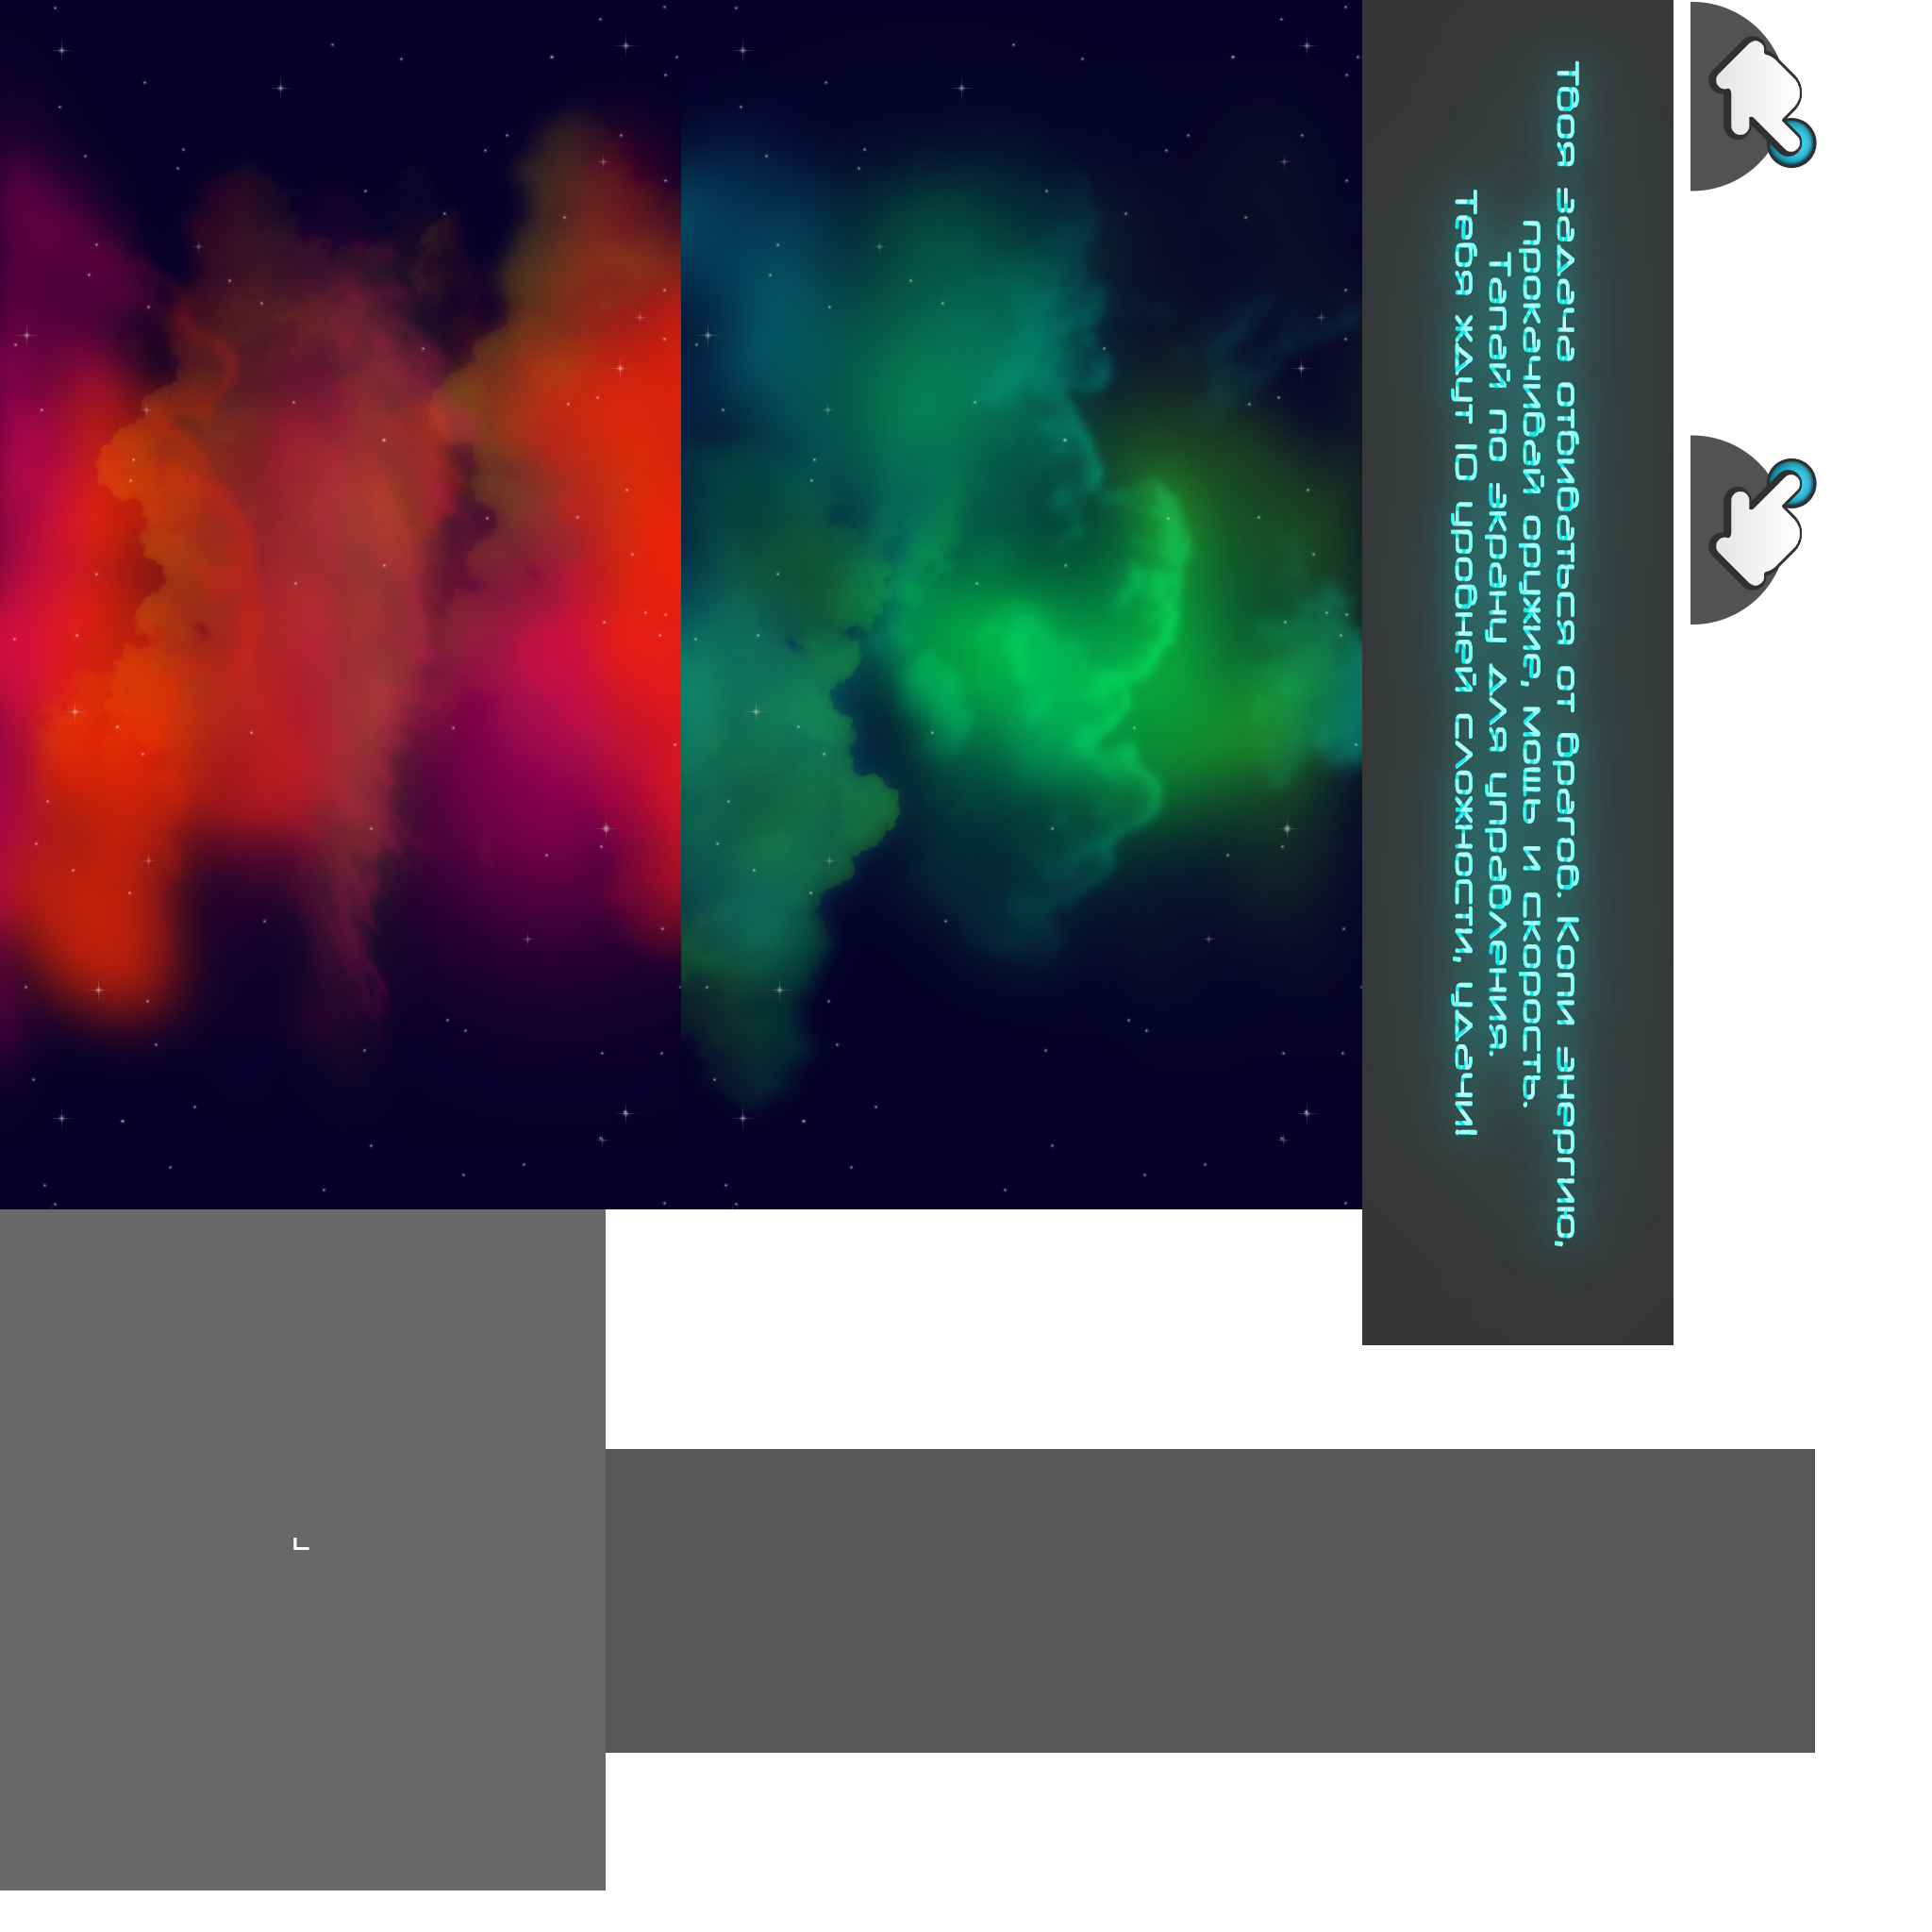 Твоя задача отбиваться от врагов. Копи энергию,
прокачивай оружие, мощь и скорость.
Тапай по экрану для управления.
Тебя ждут 10 уровней сложности, удачи!